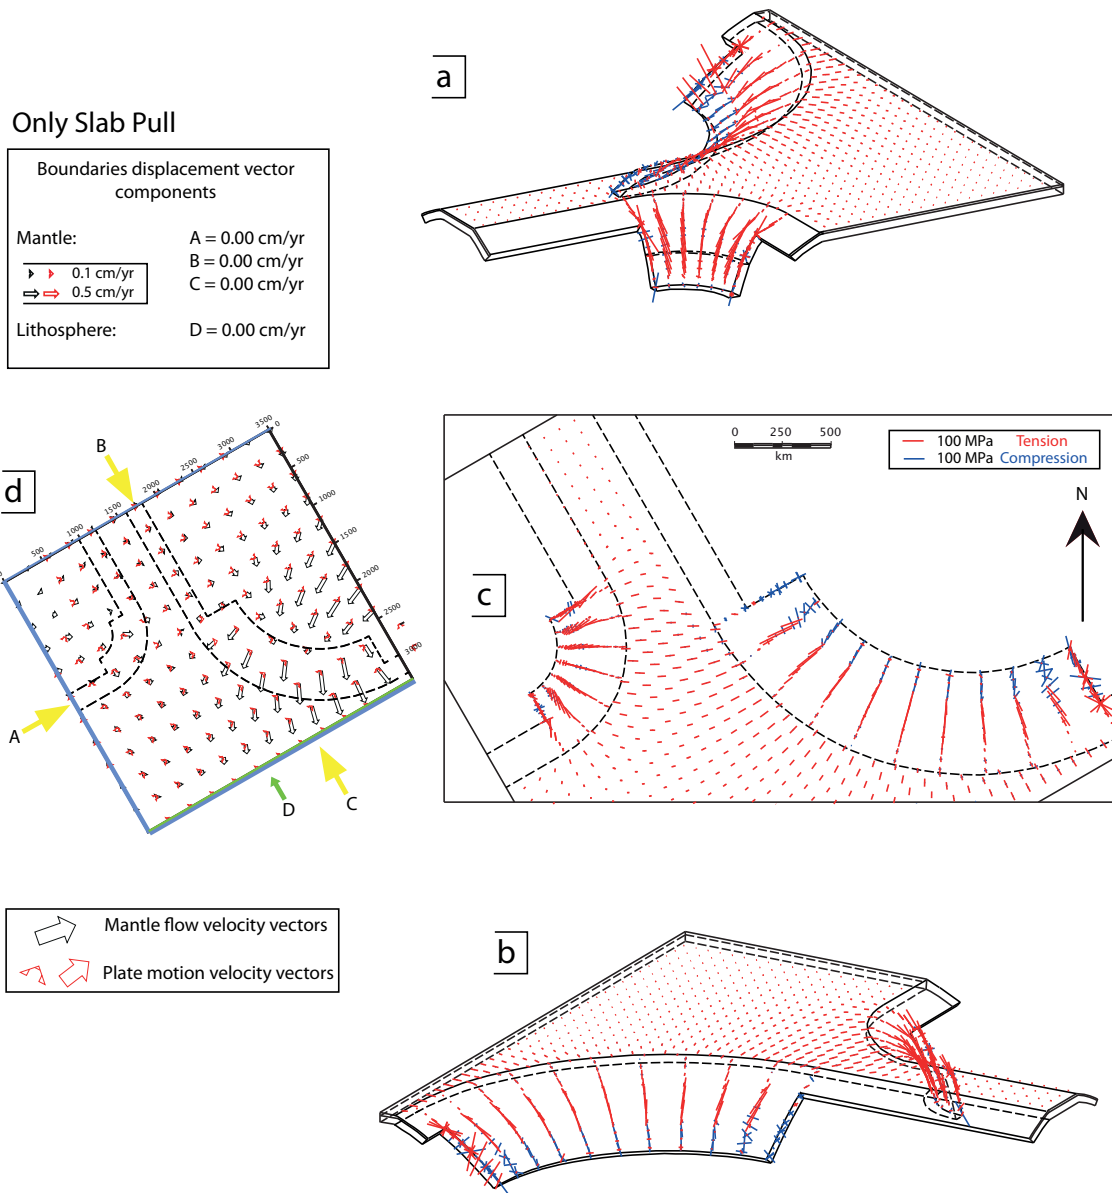 a
Only Slab Pull
Boundaries displacement vector
components
Mantle:
A = 0.00 cm/yr
B = 0.00 cm/yr
C = 0.00 cm/yr
0.1 cm/yr
0.5 cm/yr
Lithosphere:
D = 0.00 cm/yr
d
B
A
C
D
500
1000
1500
2000
2500
3000
3500
0
500
1000
1500
2000
2500
3000
c
0 250 500
km
100 MPa Tension
100 MPa Compression
N
Mantle flow velocity vectors
Plate motion velocity vectors
b